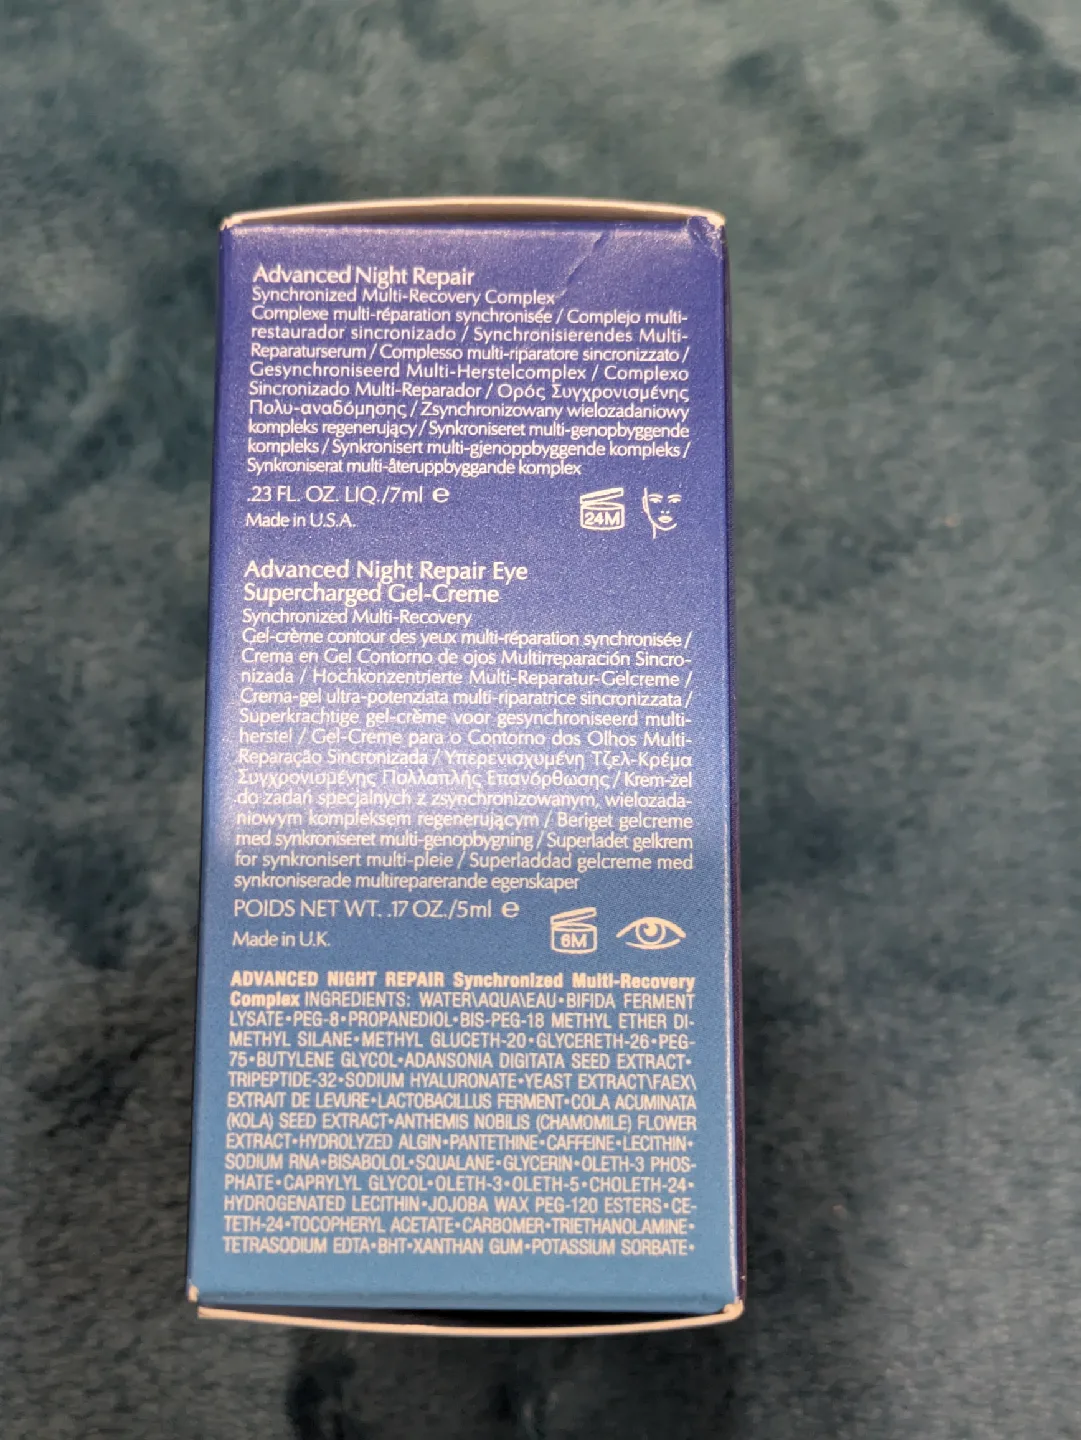 Advanced Night Repair
Synchronized Multi-Recovery Complex
Complexe multi-réparation synchronisée / Complejo multi-
restaurador sincronizado / Synchronisierendes Multi-
Reparaturserum / Complesso multi-riparatore sincronizzato /
Gesynchroniseerd Multi-Herstelcomplex / Complexo
Sincronizado Multi-Reparador / Ορός Συγχρονισμένης
Πολυ-αναδόμησης / Zsynchronizowany wielozadaniowy
kompleks regenerujący / Synkroniseret multi-genopbyggende
kompleks / Synkronisert multi-gjenoppbyggende kompleks /
Synkroniserat multi-återuppbyggande komplex
.23 FL. OZ. LIQ./7ml ℮
24M
Made in U.S.A.
Advanced Night Repair Eye
Supercharged Gel-Creme
Synchronized Multi-Recovery
Gel-crème contour des yeux multi-réparation synchronisée /
Crema en Gel Contorno de ojos Multirreparación Sincro-
nizada / Hochkonzentrierte Multi-Reparatur-Gelcreme /
Crema-gel ultra-potenziata multi-riparatrice sincronizzata /
Superkrachtige gel-crème voor gesynchroniseerd multi-
herstel / Gel-Creme para o Contorno dos Olhos Multi-
Reparação Sincronizada / Υπερενισχυμένη Τζελ-Κρέμα
Συγχρονισμένης Πολλαπλής Επανόρθωσης / Krem-żel
do zadań specjalnych z zsynchronizowanym, wielozada-
niowym kompleksem regenerującym / Beriget gelcreme
med synkroniseret multi-genopbygning / Superladet gelkrem
for synkronisert multi-pleie / Superladdad gelcreme med
synkroniserade multireparerande egenskaper
POIDS NET WT. .17 OZ./5ml ℮
6M
Made in U.K.
ADVANCED NIGHT REPAIR Synchronized Multi-Recovery
Complex INGREDIENTS: WATER\AQUA\EAU•BIFIDA FERMENT
LYSATE•PEG-8•PROPANEDIOL•BIS-PEG-18 METHYL ETHER DI-
METHYL SILANE•METHYL GLUCETH-20•GLYCERETH-26•PEG-
75•BUTYLENE GLYCOL•ADANSONIA DIGITATA SEED EXTRACT•
TRIPEPTIDE-32•SODIUM HYALURONATE•YEAST EXTRACT\FAEX\
EXTRAIT DE LEVURE•LACTOBACILLUS FERMENT•COLA ACUMINATA
(KOLA) SEED EXTRACT•ANTHEMIS NOBILIS (CHAMOMILE) FLOWER
EXTRACT•HYDROLYZED ALGIN•PANTETHINE•CAFFEINE•LECITHIN•
SODIUM RNA•BISABOLOL•SQUALANE•GLYCERIN•OLETH-3 PHOS-
PHATE•CAPRYLYL GLYCOL•OLETH-3•OLETH-5•CHOLETH-24•
HYDROGENATED LECITHIN•JOJOBA WAX PEG-120 ESTERS•CE-
TETH-24•TOCOPHERYL ACETATE•CARBOMER•TRIETHANOLAMINE•
TETRASODIUM EDTA•BHT•XANTHAN GUM•POTASSIUM SORBATE•